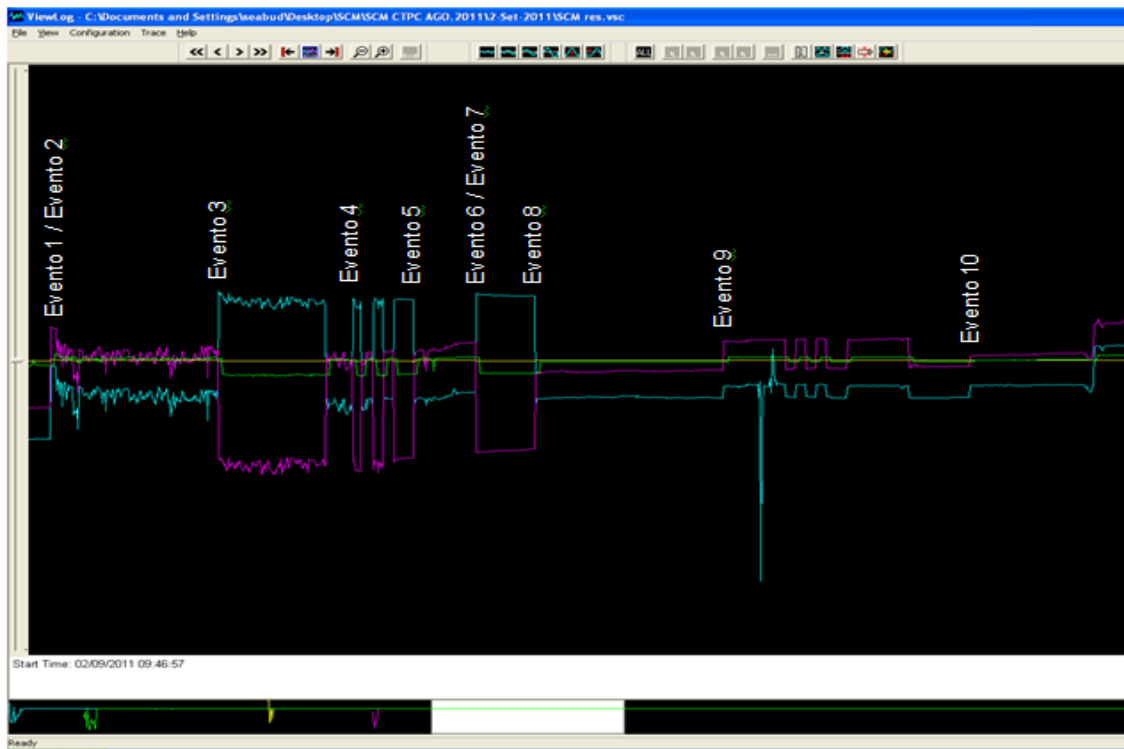 ViewLog - C:\Documents and Settings\seabud\Desktop\SCM\SCM CTPC AGO.2011\2-Set-2011\SCM res.vsc
File View Configuration Trace Help
ALL
Evento 1 / Evento 2
Evento 3
Evento 4
Evento 5
Evento 6 / Evento 7
Evento 8
Evento 9
Evento 10
Start Time: 02/09/2011 09:46:57
Ready